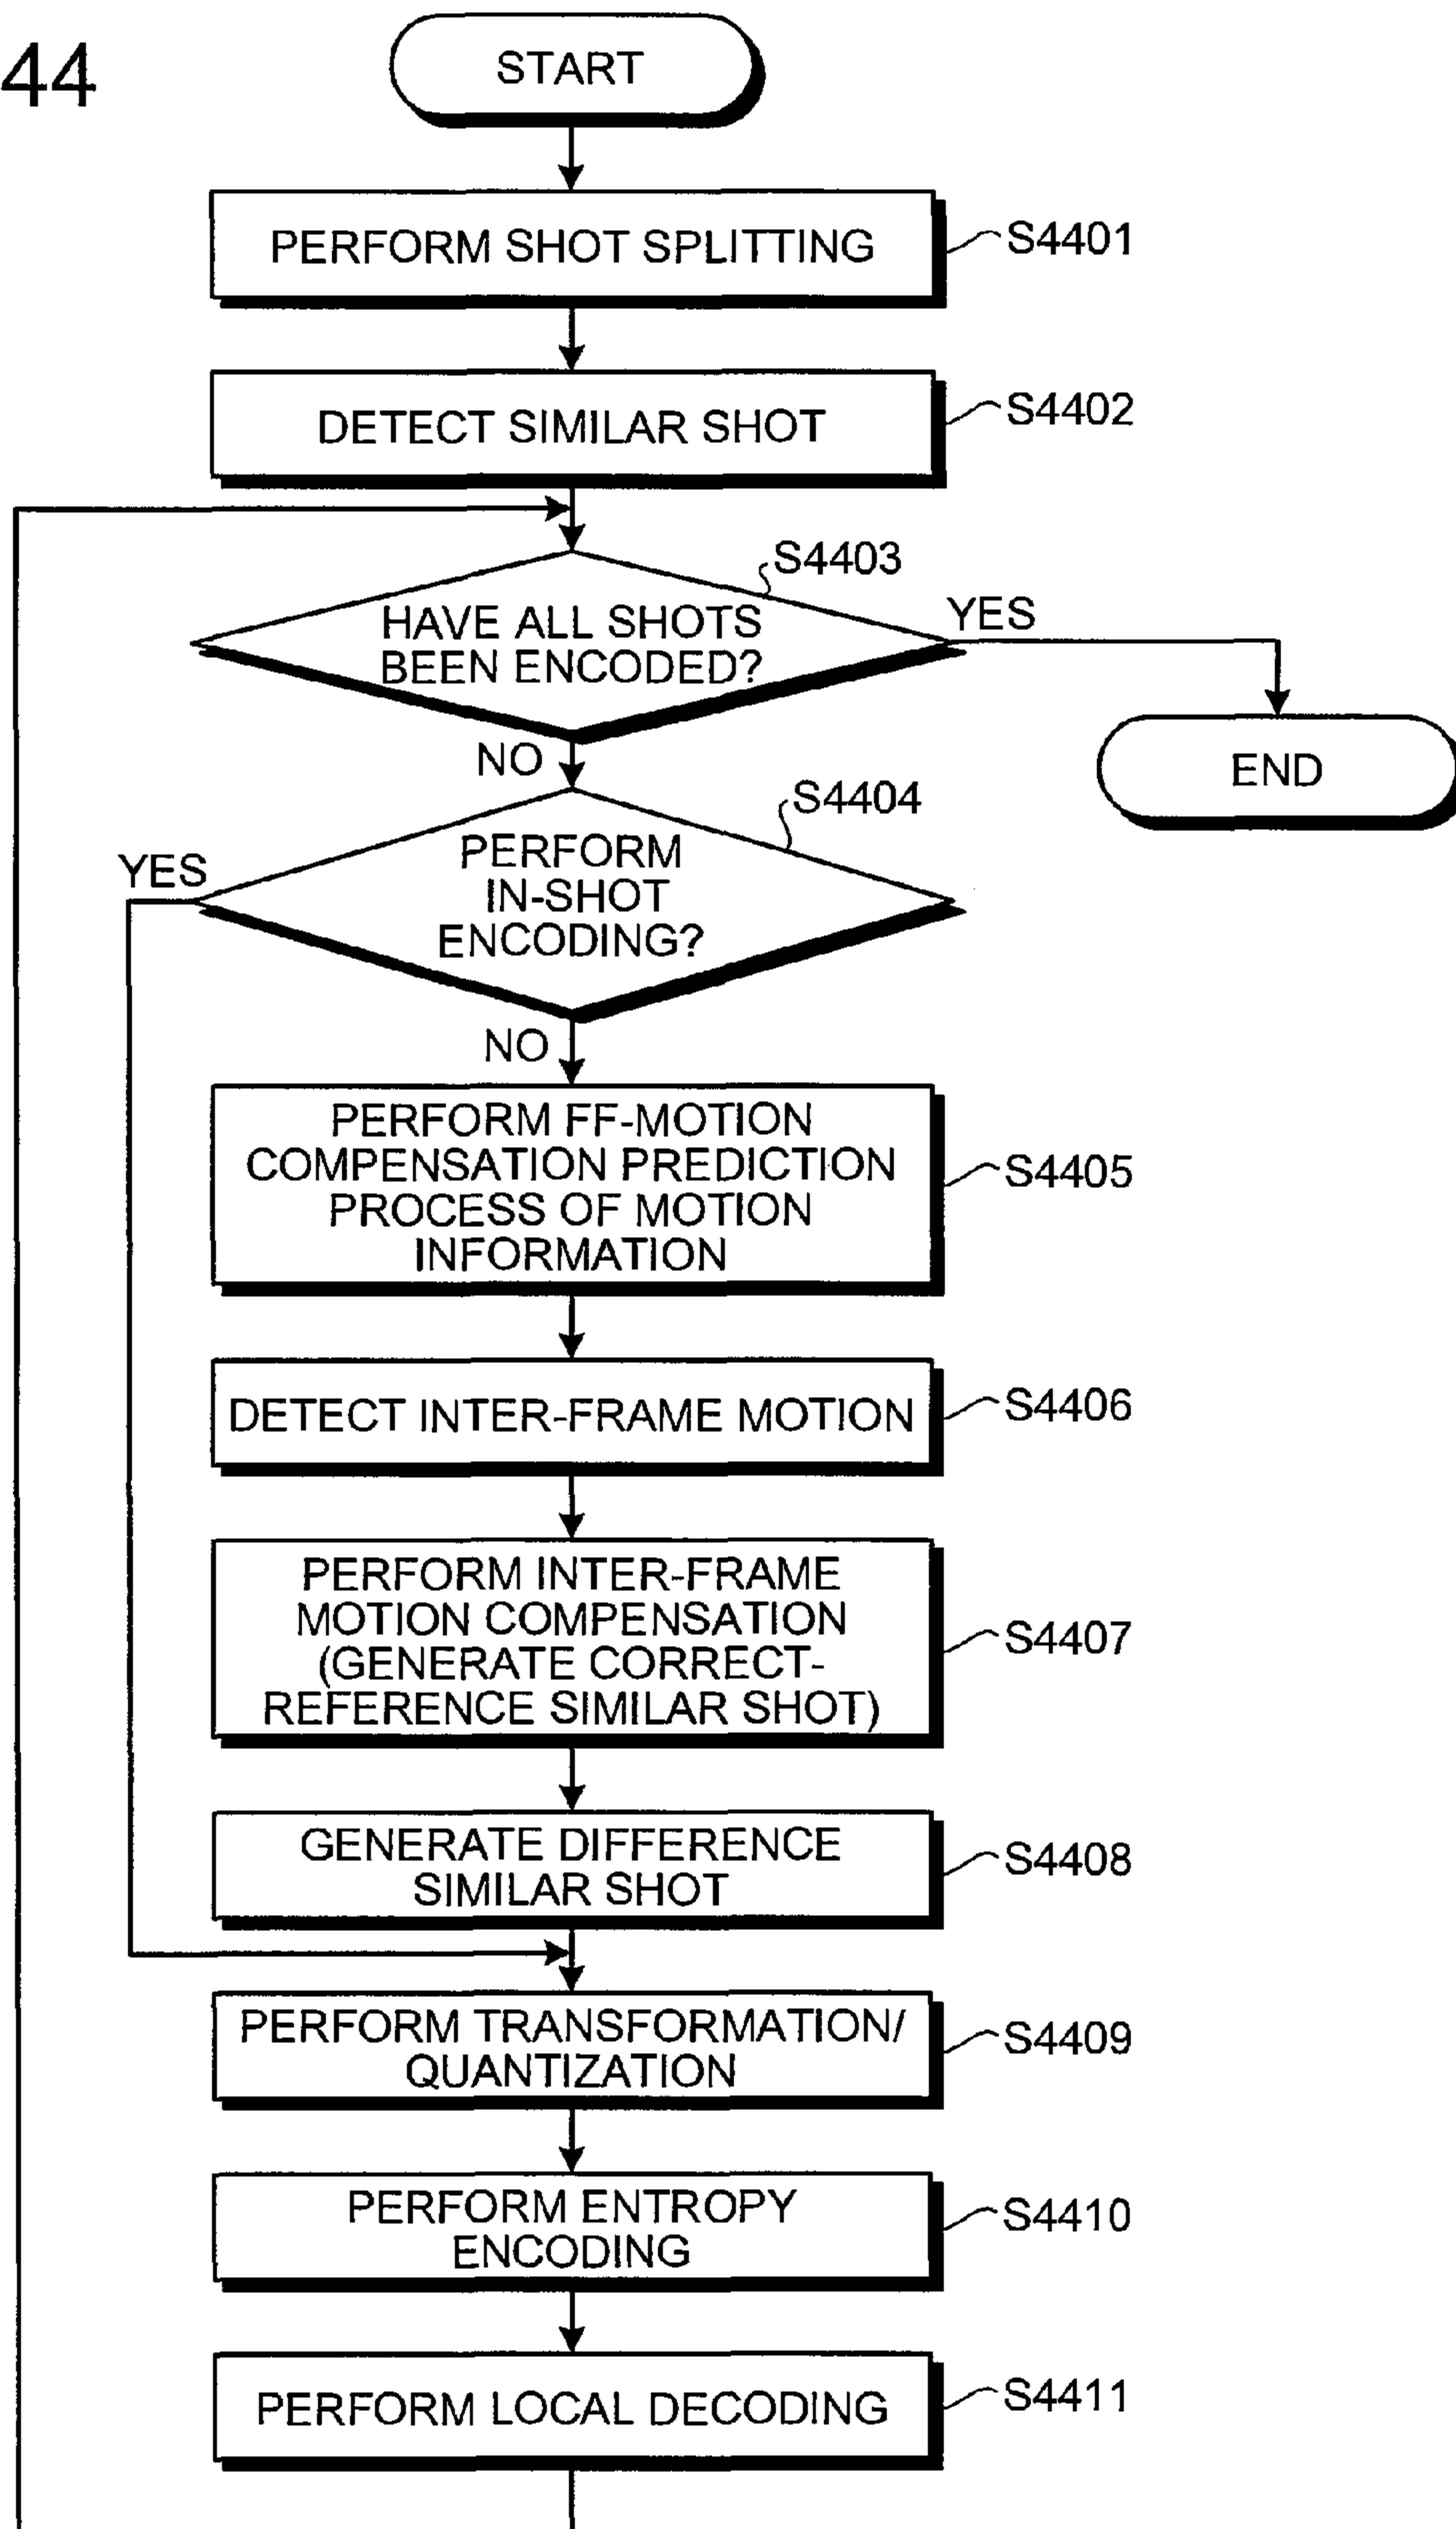 44
START
PERFORM SHOT SPLITTING
S4401
DETECT SIMILAR SHOT
S4402
S4403
HAVE ALL SHOTS
BEEN ENCODED?
YES
NO
END
S4404
PERFORM
IN-SHOT
ENCODING?
YES
NO
PERFORM FF-MOTION
COMPENSATION PREDICTION
PROCESS OF MOTION
INFORMATION
S4405
DETECT INTER-FRAME MOTION
S4406
PERFORM INTER-FRAME
MOTION COMPENSATION
(GENERATE CORRECT-
REFERENCE SIMILAR SHOT)
S4407
GENERATE DIFFERENCE
SIMILAR SHOT
S4408
PERFORM TRANSFORMATION/
QUANTIZATION
S4409
PERFORM ENTROPY
ENCODING
S4410
PERFORM LOCAL DECODING
S4411